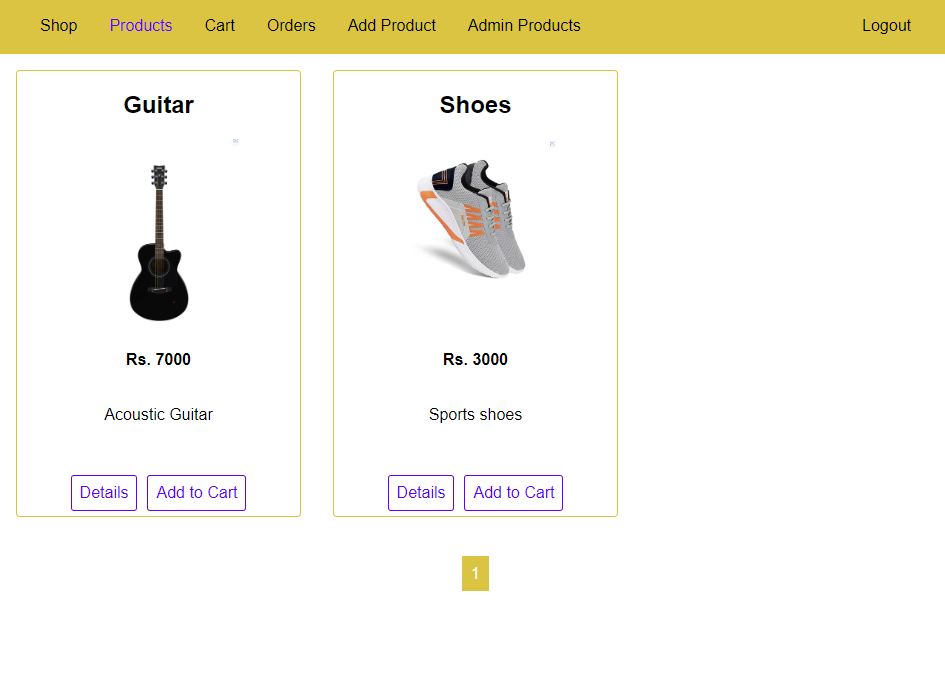 Shop Products Cart Orders Add Product Admin Products Logout
Guitar
Rs. 7000
Acoustic Guitar
Details Add to Cart
Shoes
Rs. 3000
Sports shoes
Details Add to Cart
1